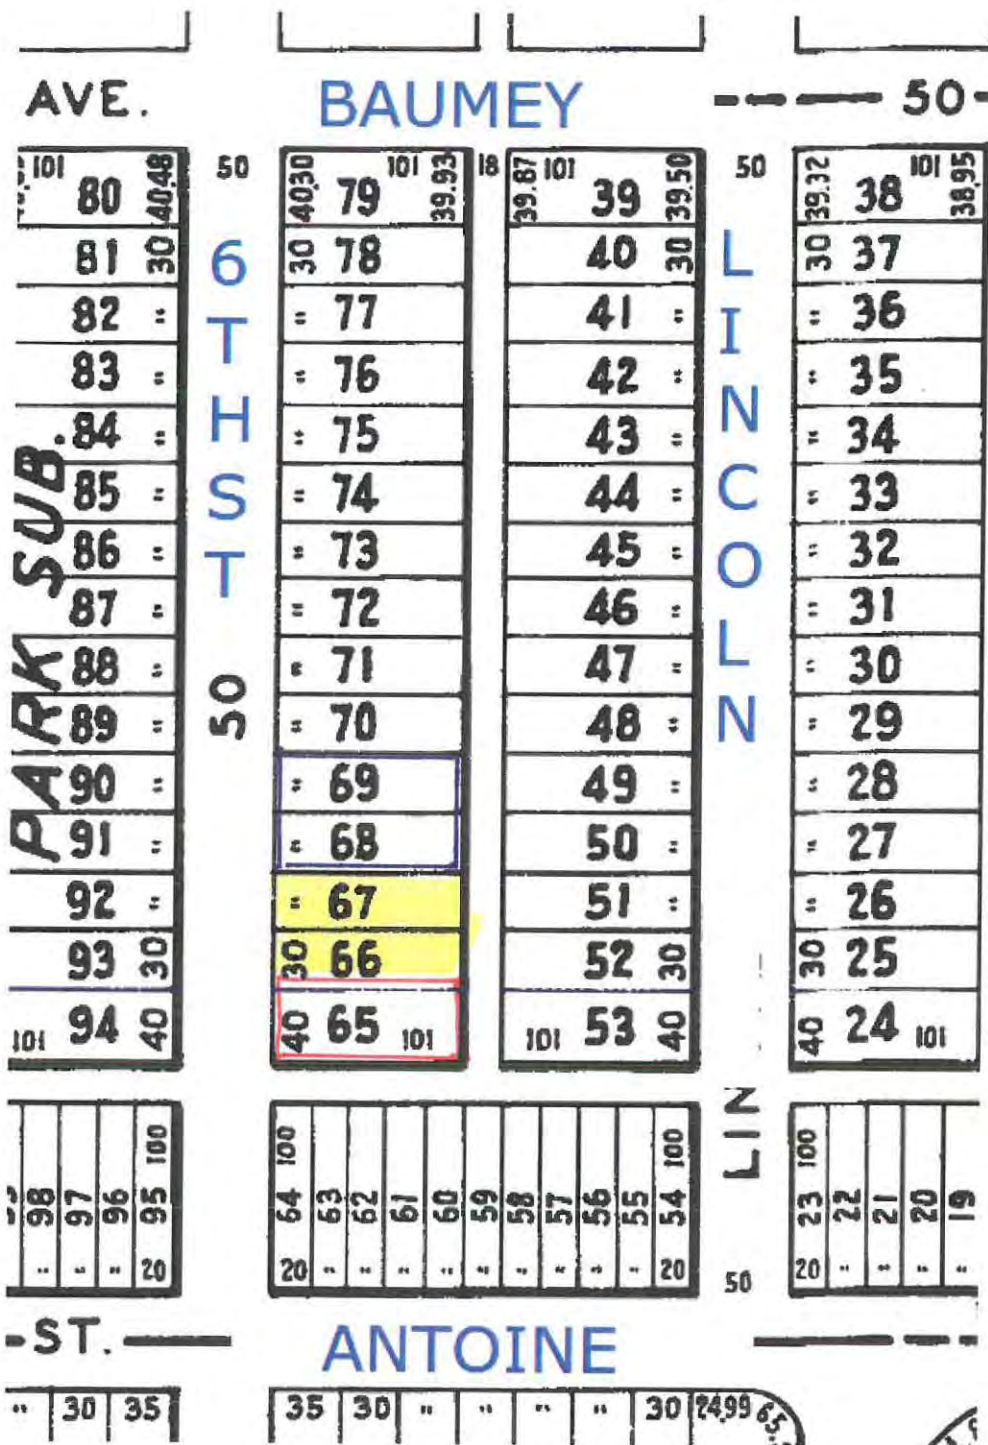 AVE. BAUMEY 50
101 80 40.48 50 40.30 79 101 39.93 18 39.87 101 39 39.50 50 39.32 38 101 38.95
81 30 30 78 40 30 30 37
82 " " 77 41 " " 36
83 " " 76 42 " " 35
84 " " 75 43 " " 34
85 " " 74 44 " " 33
86 " " 73 45 " " 32
87 " " 72 46 " " 31
88 " " 71 47 " " 30
89 " " 70 48 " " 29
90 " " 69 49 " " 28
91 " " 68 50 " " 27
92 " " 67 51 " " 26
93 30 30 66 52 30 30 25
101 94 40 40 65 101 101 53 40 40 24 101
PARK SUB.
6TH ST
50
LINCOLN
LIN
100 100 100 100
98 97 96 95 64 63 62 61 60 59 58 57 56 55 54 23 22 21 20 19
" " " 20 20 " " " " " " " " " 20 50 20 " " " "
ST. ANTOINE
" 30 35 35 30 " " " " 30 24.99